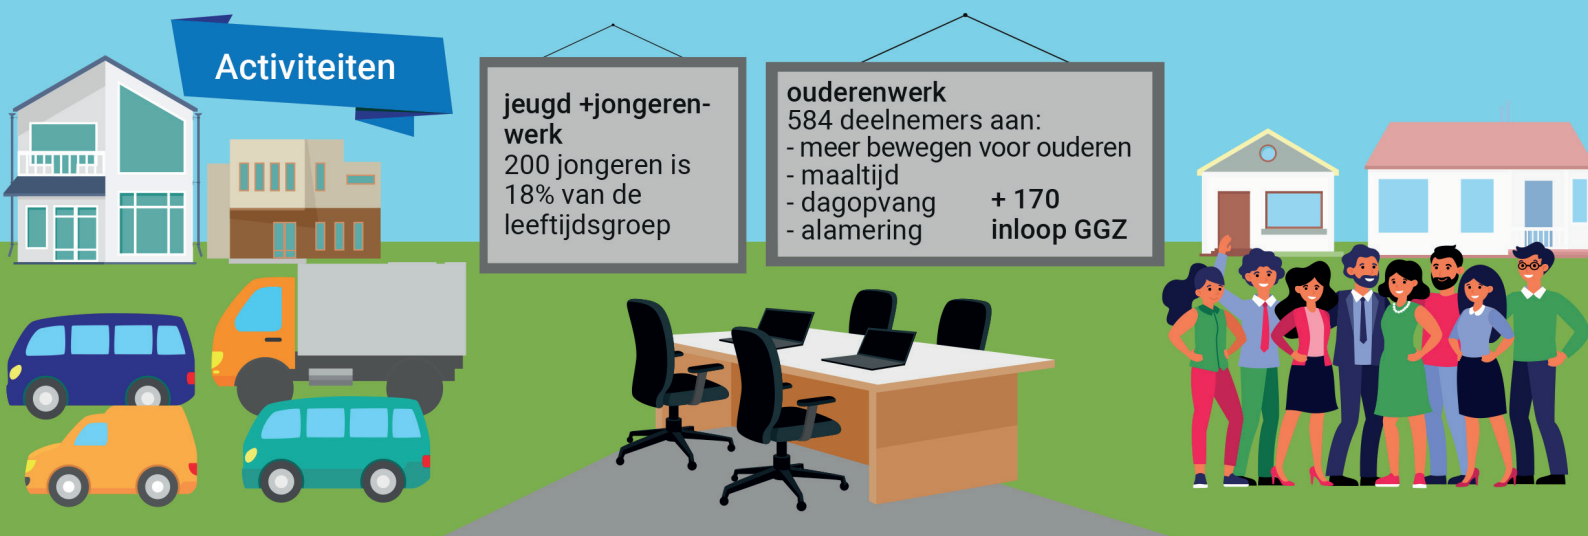 Activiteiten
jeugd +jongeren-
werk
200 jongeren is
18% van de
leeftijdsgroep
ouderenwerk
584 deelnemers aan:
- meer bewegen voor ouderen
- maaltijd
- dagopvang
- alamering
+ 170
inloop GGZ